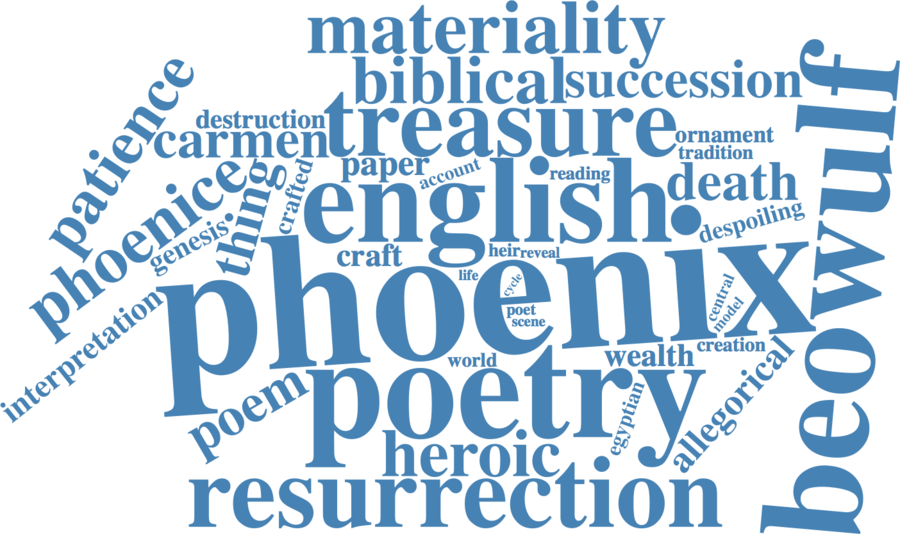 materiality
biblical succession
patience
destruction
treasure
carmen
ornament
tradition
paper
account
reading
phoenice
thing
crafted
english
death
despoiling
genesis
craft
heir reveal
beowulf
phoenix
life
cycle
poet
scene
central
model
interpretation
world
wealth
creation
poem
poetry
egyptian
allegorical
heroic
resurrection